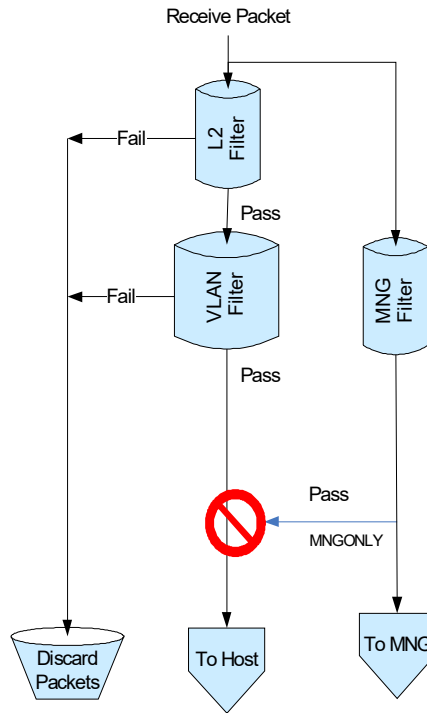 Receive Packet
L2
Filter
Fail
Pass
VLAN
Filter
MNG
Filter
Fail
Pass
Pass
MNGONLY
To Host
To MNG
Discard
Packets